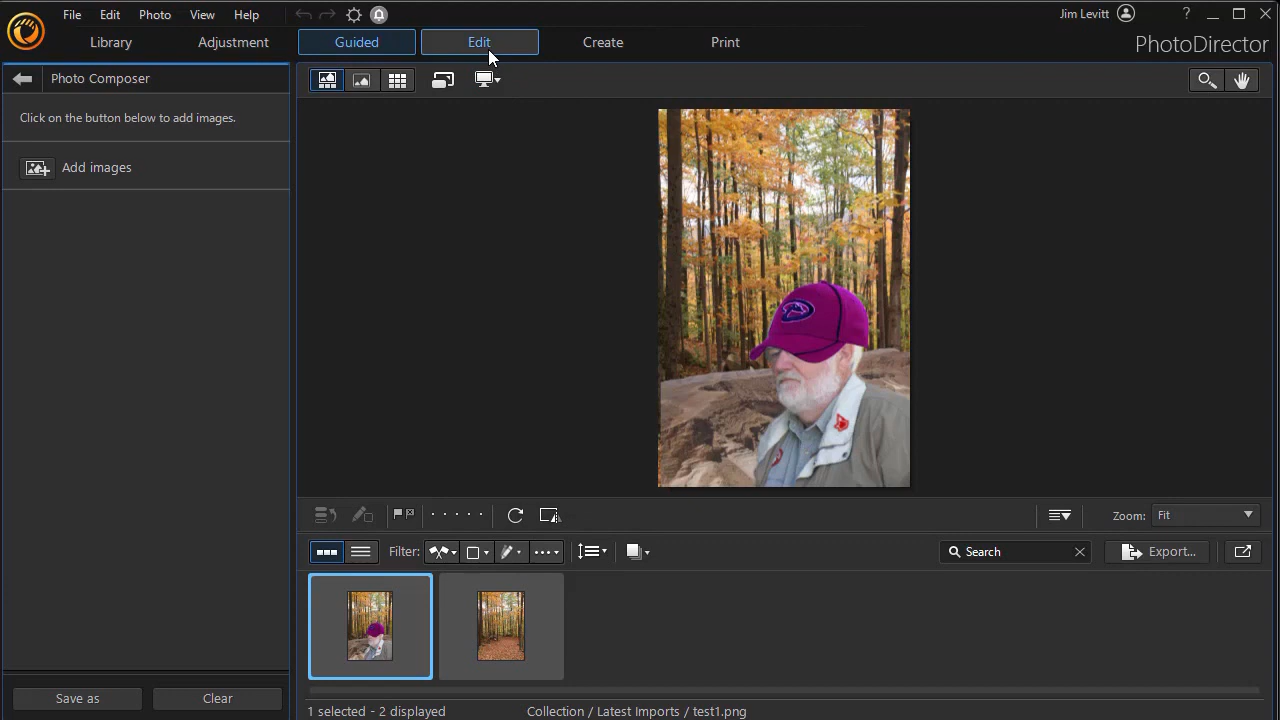 File Edit Photo View Help
Jim Levitt
?
Library Adjustment Guided Edit Create Print
PhotoDirector
Photo Composer
Click on the button below to add images.
Add images
Zoom: Fit
Filter:
Search
Export...
Save as Clear
1 selected - 2 displayed
Collection / Latest Imports / test1.png